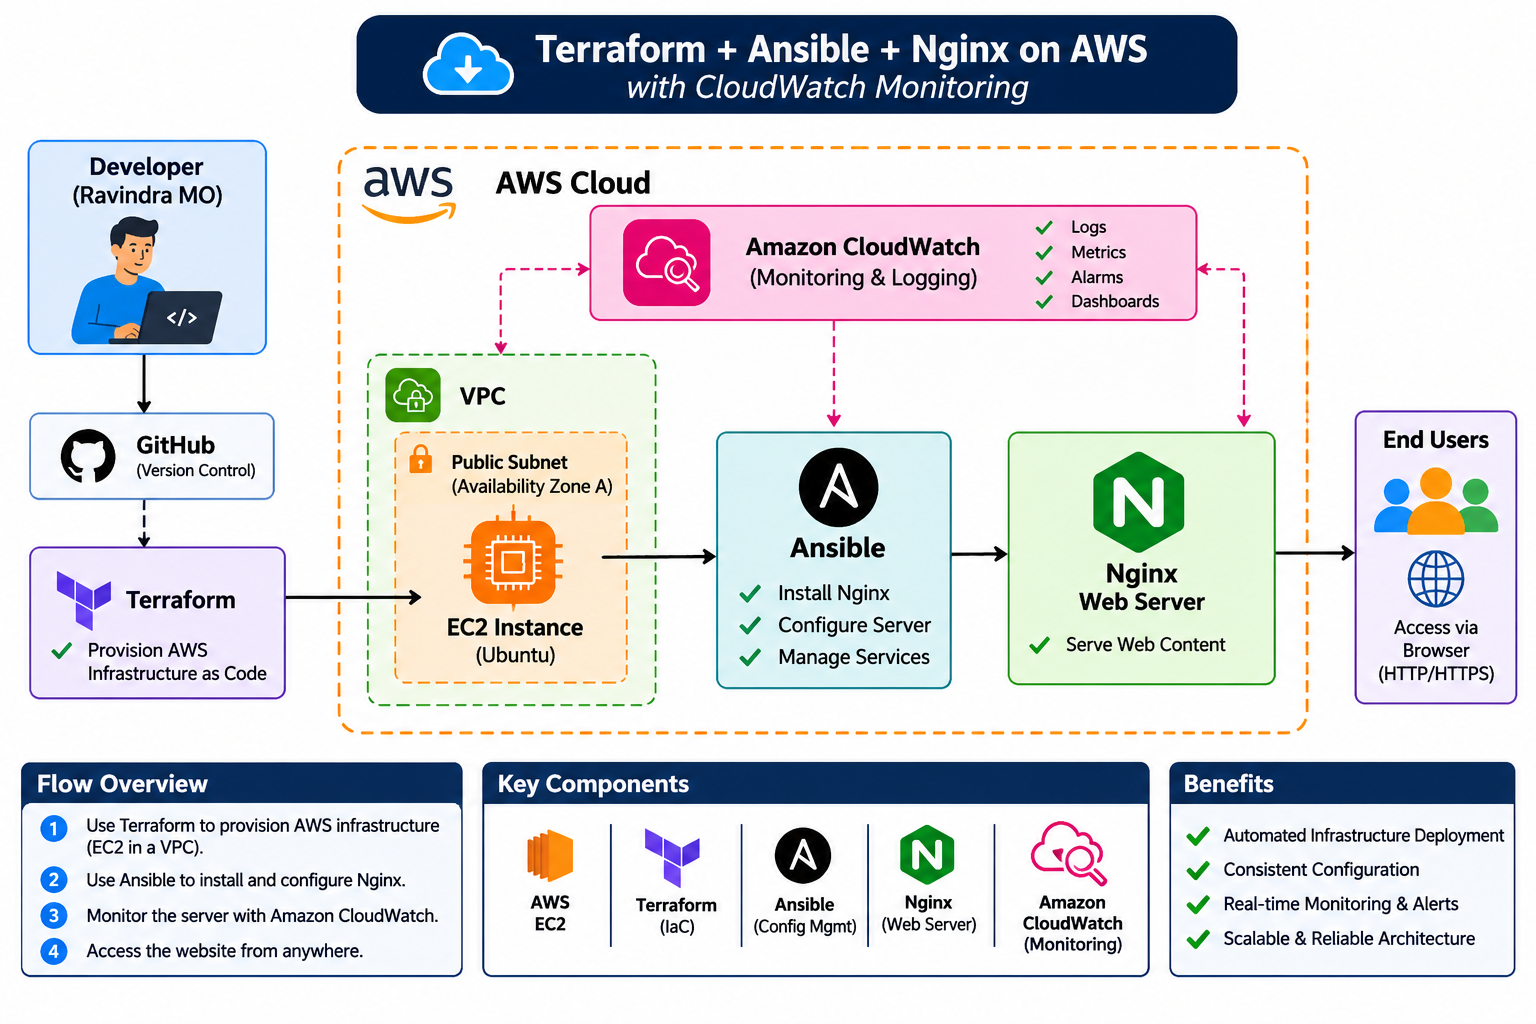 Terraform + Ansible + Nginx on AWS
with CloudWatch Monitoring
Developer
(Ravindra MO)
</>
GitHub
(Version Control)
Terraform
Provision AWS
Infrastructure as Code
aws
AWS Cloud
Amazon CloudWatch
(Monitoring & Logging)
Logs
Metrics
Alarms
Dashboards
VPC
Public Subnet
(Availability Zone A)
EC2 Instance
(Ubuntu)
A
Ansible
Install Nginx
Configure Server
Manage Services
N
Nginx
Web Server
Serve Web Content
End Users
Access via
Browser
(HTTP/HTTPS)
Flow Overview
1 Use Terraform to provision AWS infrastructure
(EC2 in a VPC).
2 Use Ansible to install and configure Nginx.
3 Monitor the server with Amazon CloudWatch.
4 Access the website from anywhere.
Key Components
AWS
EC2
Terraform
(IaC)
A
Ansible
(Config Mgmt)
N
Nginx
(Web Server)
Amazon
CloudWatch
(Monitoring)
Benefits
Automated Infrastructure Deployment
Consistent Configuration
Real-time Monitoring & Alerts
Scalable & Reliable Architecture